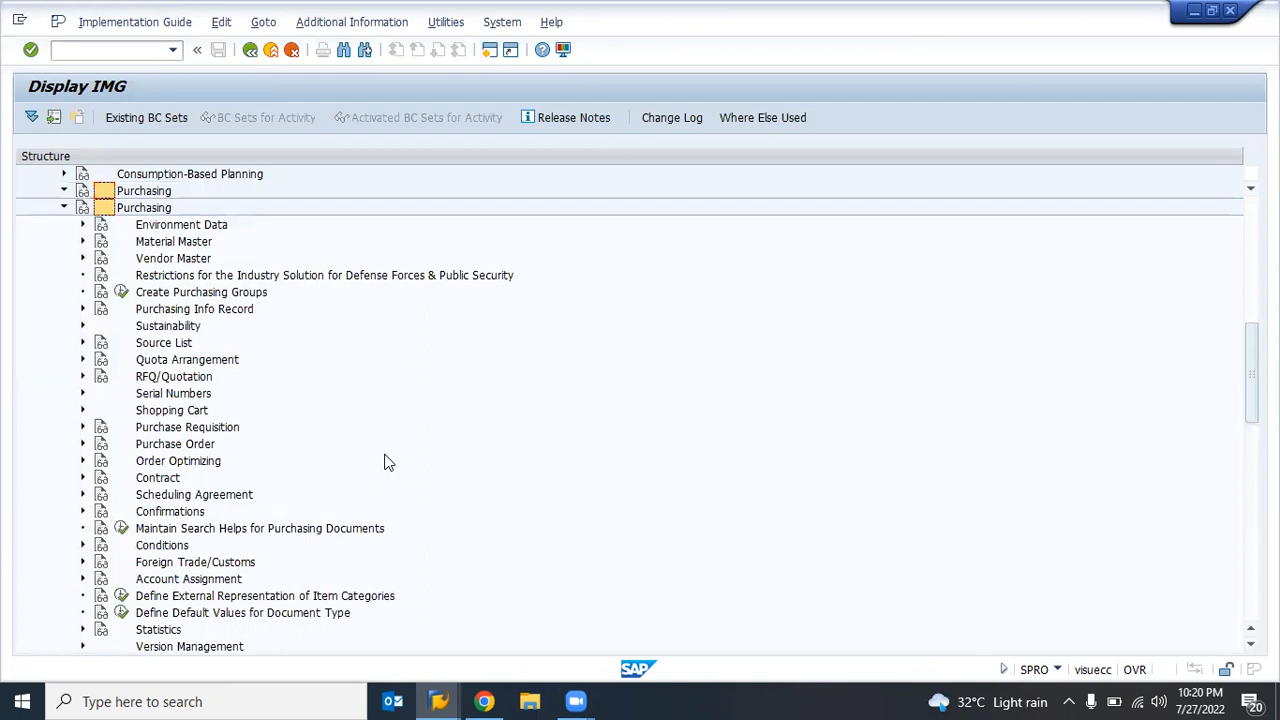 Implementation Guide Edit Goto Additional Information Utilities System Help
Display IMG
Existing BC Sets BC Sets for Activity Activated BC Sets for Activity Release Notes Change Log Where Else Used
Structure
Consumption-Based Planning
Purchasing
Purchasing
Environment Data
Material Master
Vendor Master
Restrictions for the Industry Solution for Defense Forces & Public Security
Create Purchasing Groups
Purchasing Info Record
Sustainability
Source List
Quota Arrangement
RFQ/Quotation
Serial Numbers
Shopping Cart
Purchase Requisition
Purchase Order
Order Optimizing
Contract
Scheduling Agreement
Confirmations
Maintain Search Helps for Purchasing Documents
Conditions
Foreign Trade/Customs
Account Assignment
Define External Representation of Item Categories
Define Default Values for Document Type
Statistics
Version Management
SAP SPRO visuecc OVR
Type here to search
32°C Light rain
10:20 PM
7/27/2022
20